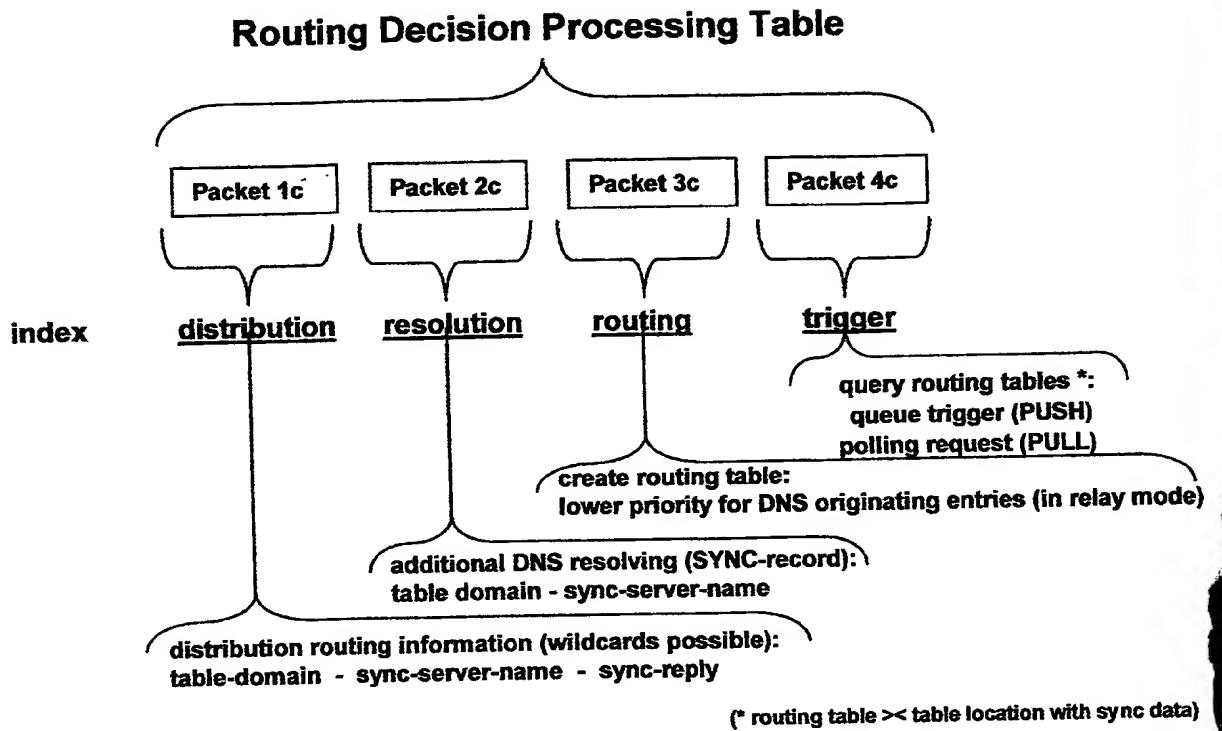 Routing Decision Processing Table
Packet 1c
Packet 2c
Packet 3c
Packet 4c
index
distribution
resolution
routing
trigger
query routing tables *:
queue trigger (PUSH)
polling request (PULL)
create routing table:
lower priority for DNS originating entries (in relay mode)
additional DNS resolving (SYNC-record):
table domain - sync-server-name
distribution routing information (wildcards possible):
table-domain - sync-server-name - sync-reply
(* routing table >< table location with sync data)